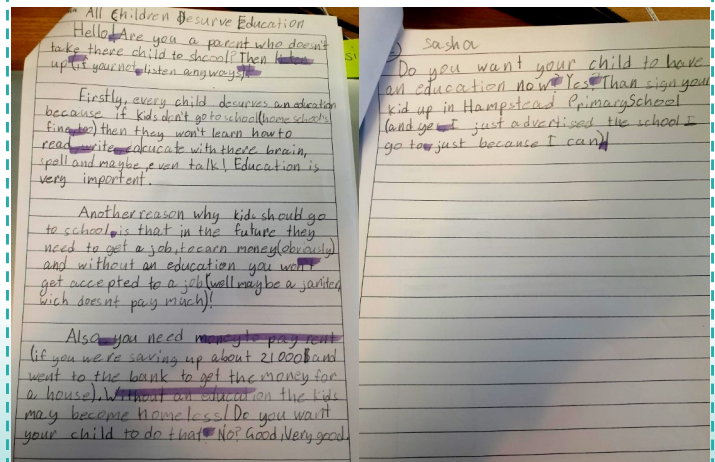 All Children Desurve Education
Hello! Are you a parent who doesn't
take there child to shcool? Then listen
up (if your not, listen anyways)!
Firstly, every child desurves an education
because if kids don't go to school (home school's
fine too) then they won't learn how to
read, write, calcucate with there brain,
spell and maybe, even talk! Education is
very importent.
Another reason why kids should go
to school, is that in the future they
need to get a job, to earn money (obviously)
and without an education you won't
get accepted to a job (well maybe a janiter,
wich doesnt pay much)!
Also, you need money to pay rent
(if you we're saving up about 21000$ and
went to the bank to get the money for
a house). Without an education the kids
may become homeless! Do you want
your child to do that? No? Good, Very good.
sasha
Do you want your child to have
an education now? Yes? Than sign your
kid up in Hampstead Primary School
(and yes I just advertised the school I
go to, just because I can)!